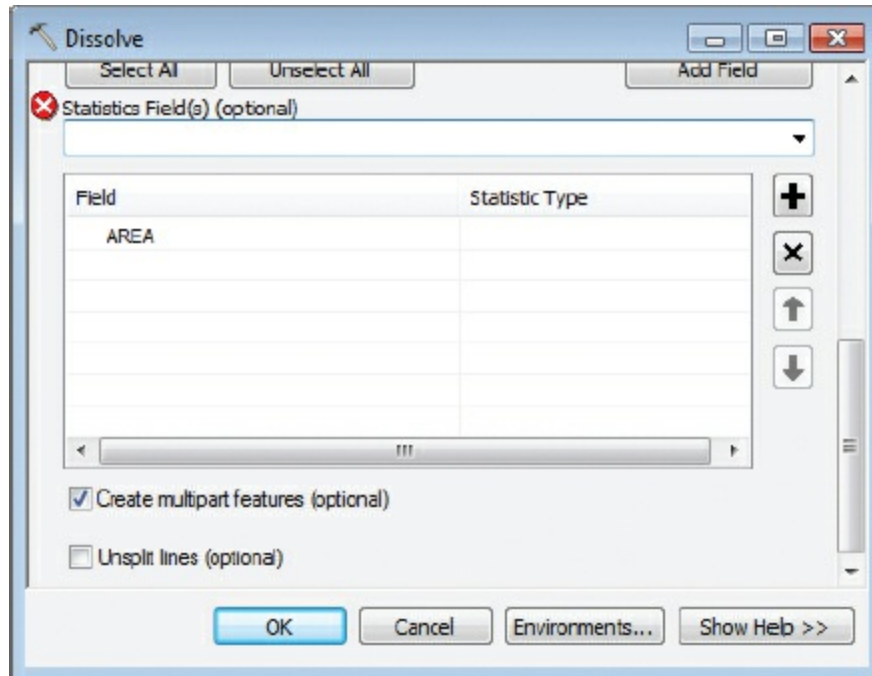 Dissolve
Select All Unselect All Add Field
Statistics Field(s) (optional)
Field Statistic Type
AREA
Create multipart features (optional)
Unsplit lines (optional)
OK Cancel Environments... Show Help >>